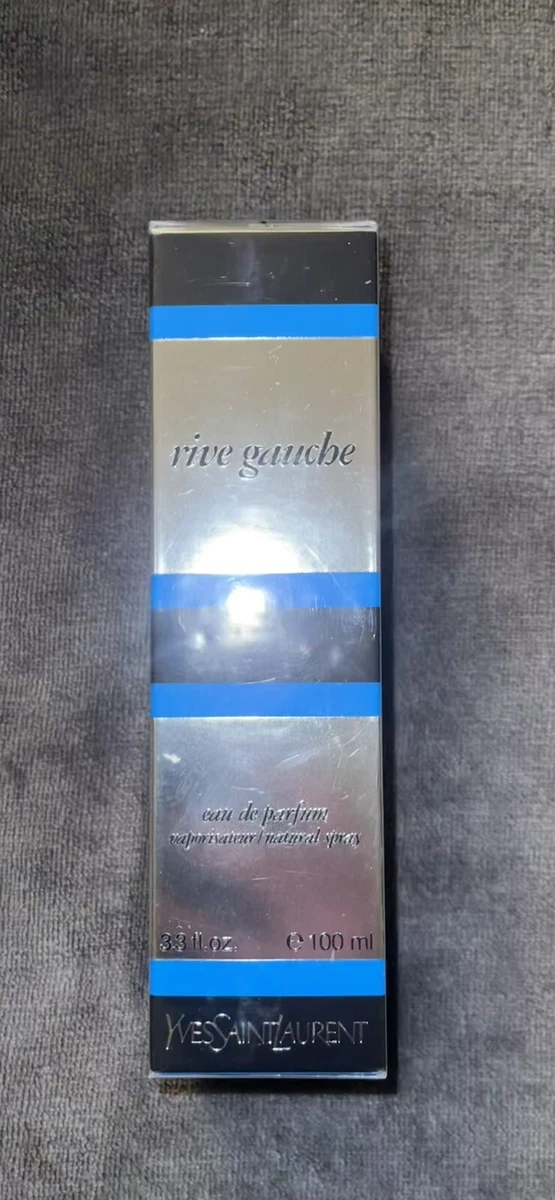 rive gauche
eau de parfum
vaporisateur/natural spray
3.3 fl.oz. ℮ 100 ml
YVESSAINTLAURENT